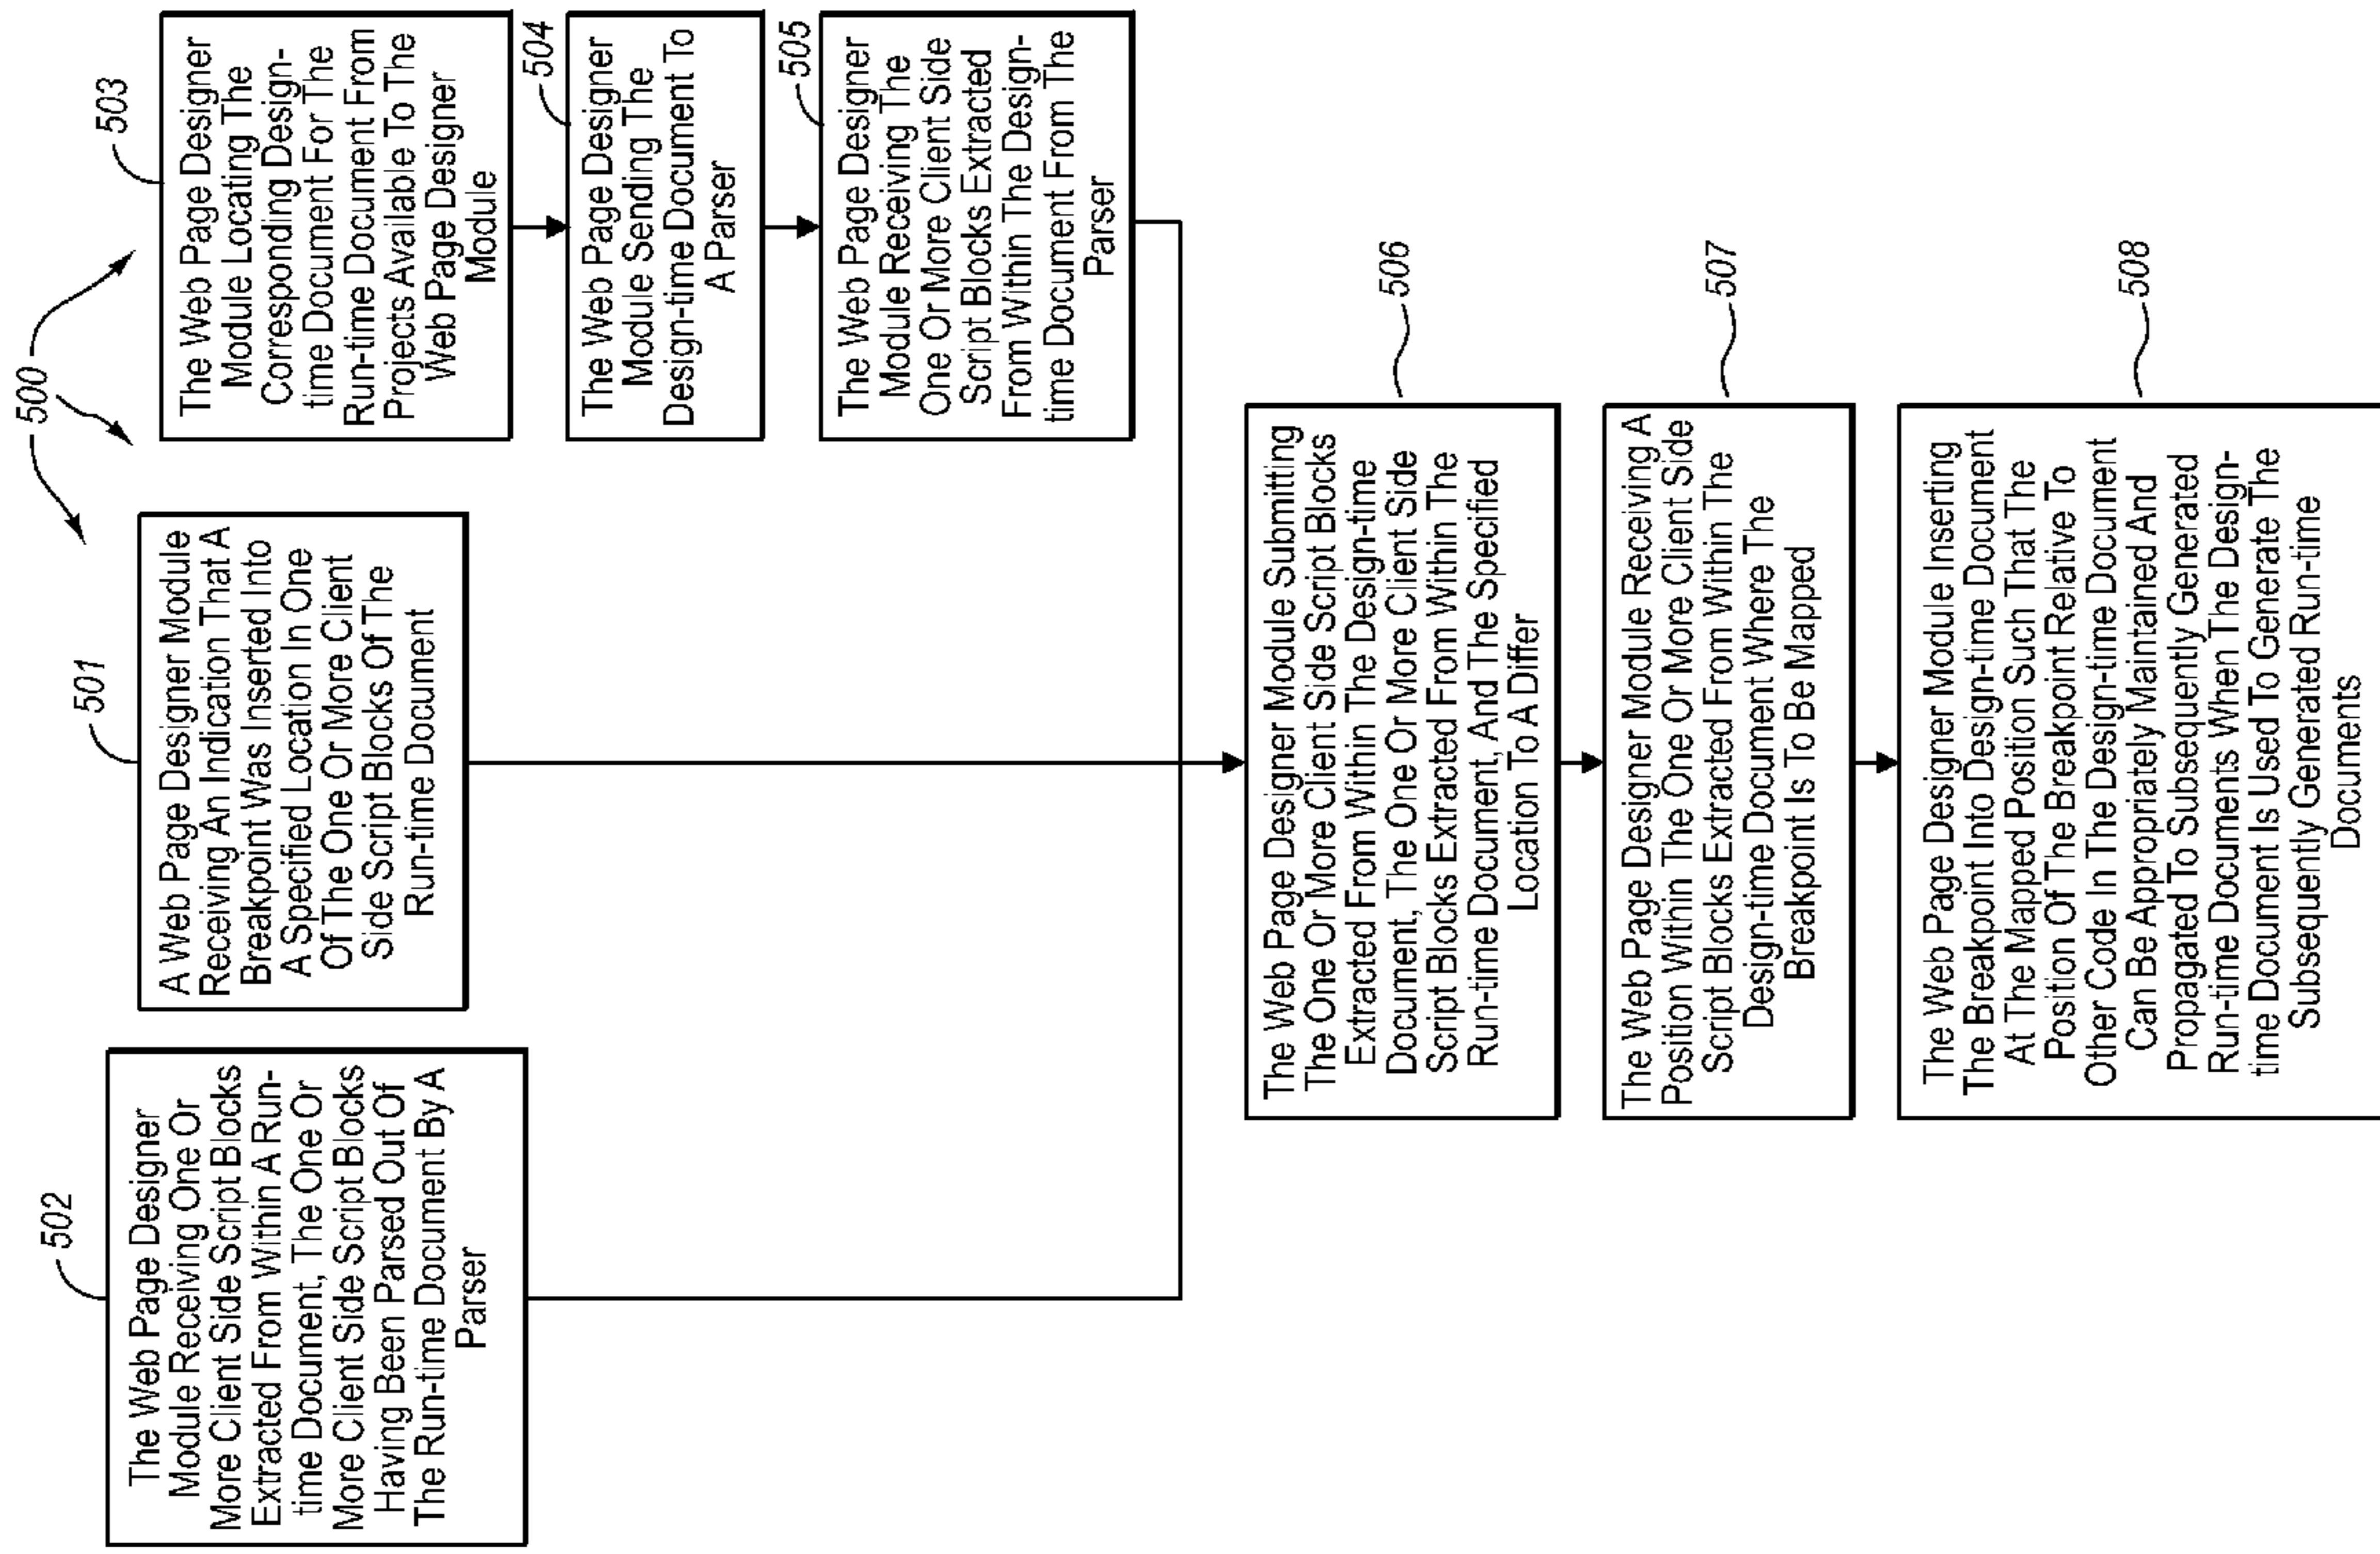 500
502
The Web Page Designer
Module Receiving One Or
More Client Side Script Blocks
Extracted From Within A Run-
time Document, The One Or
More Client Side Script Blocks
Having Been Parsed Out Of
The Run-time Document By A
Parser
501
A Web Page Designer Module
Receiving An Indication That A
Breakpoint Was Inserted Into
A Specified Location In One
Of The One Or More Client
Side Script Blocks Of The
Run-time Document
503
The Web Page Designer
Module Locating The
Corresponding Design-
time Document For The
Run-time Document From
Projects Available To The
Web Page Designer
Module
504
The Web Page Designer
Module Sending The
Design-time Document To
A Parser
505
The Web Page Designer
Module Receiving The
One Or More Client Side
Script Blocks Extracted
From Within The Design-
time Document From The
Parser
506
The Web Page Designer Module Submitting
The One Or More Client Side Script Blocks
Extracted From Within The Design-time
Document, The One Or More Client Side
Script Blocks Extracted From Within The
Run-time Document, And The Specified
Location To A Differ
507
The Web Page Designer Module Receiving A
Position Within The One Or More Client Side
Script Blocks Extracted From Within The
Design-time Document Where The
Breakpoint Is To Be Mapped
508
The Web Page Designer Module Inserting
The Breakpoint Into Design-time Document
At The Mapped Position Such That The
Position Of The Breakpoint Relative To
Other Code In The Design-time Document
Can Be Appropriately Maintained And
Propagated To Subsequently Generated
Run-time Documents When The Design-
time Document Is Used To Generate The
Subsequently Generated Run-time
Documents